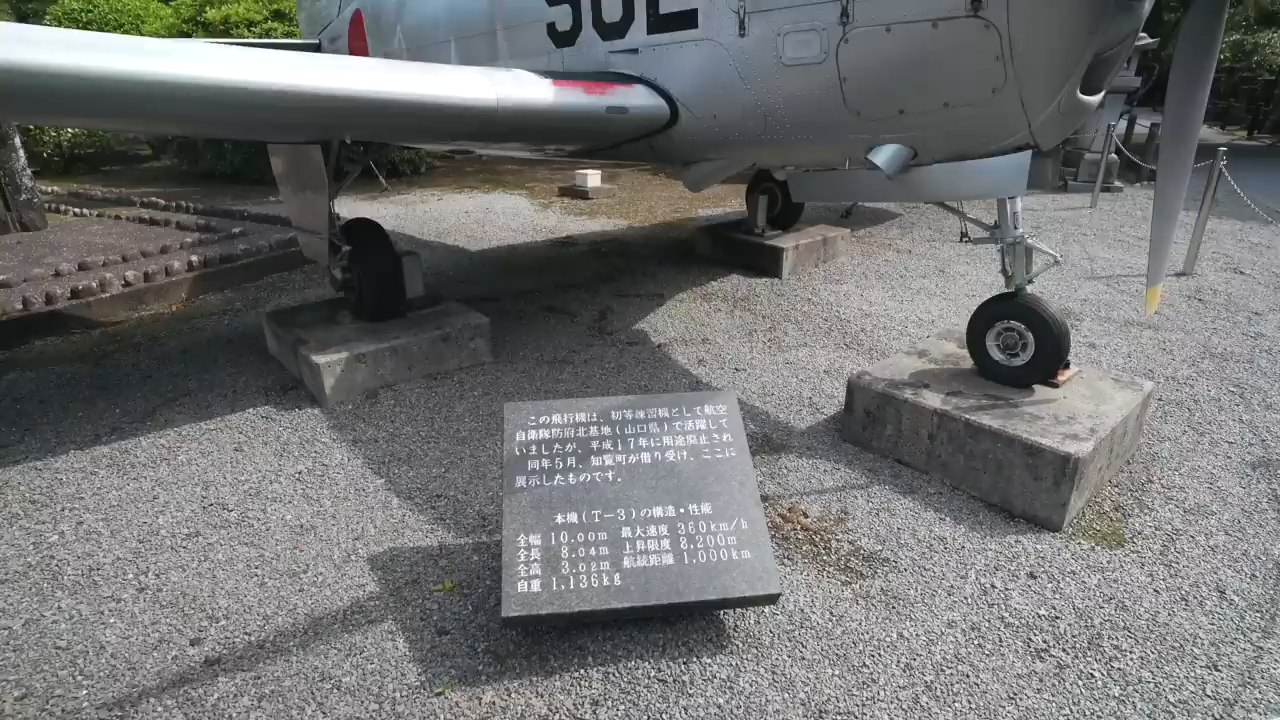 この飛行機は、初等練習機として航空
自衛隊防府北基地(山口県)で活躍して
いましたが、平成17年に用途廃止され
同年5月、知覧町が借り受け、ここに
展示したものです。
本機(T-3)の構造・性能
全幅 10.00m 最大速度 360km/h
全長 8.04m 上昇限度 8,200m
全高 3.02m 航続距離 1,000km
自重 1,136kg